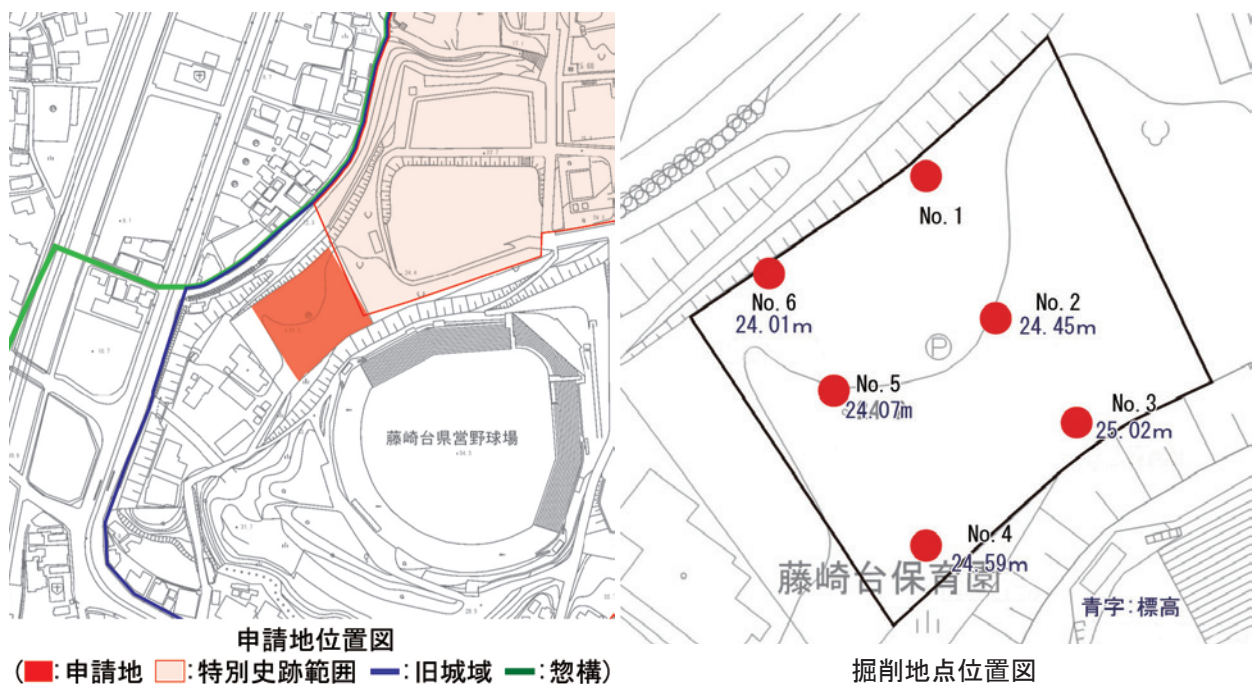 藤崎台県営野球場
申請地位置図
(■:申請地 □:特別史跡範囲 ━:旧城域 ━:惣構)
No. 1
No. 6
24.01m
No. 2
24.45m
No. 5
24.07m
No. 3
25.02m
No. 4
24.59m
藤崎台保育園
P
青字:標高
掘削地点位置図